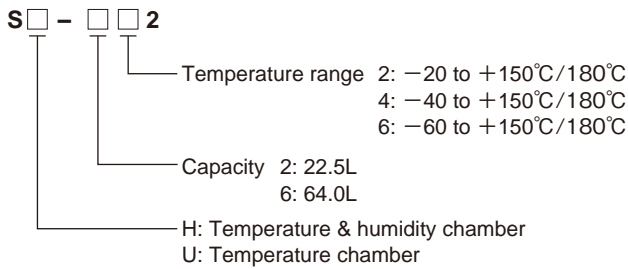 S□ – □ □ 2
Temperature range 2: −20 to +150℃/180℃
4: −40 to +150℃/180℃
6: −60 to +150℃/180℃
Capacity 2: 22.5L
6: 64.0L
H: Temperature & humidity chamber
U: Temperature chamber